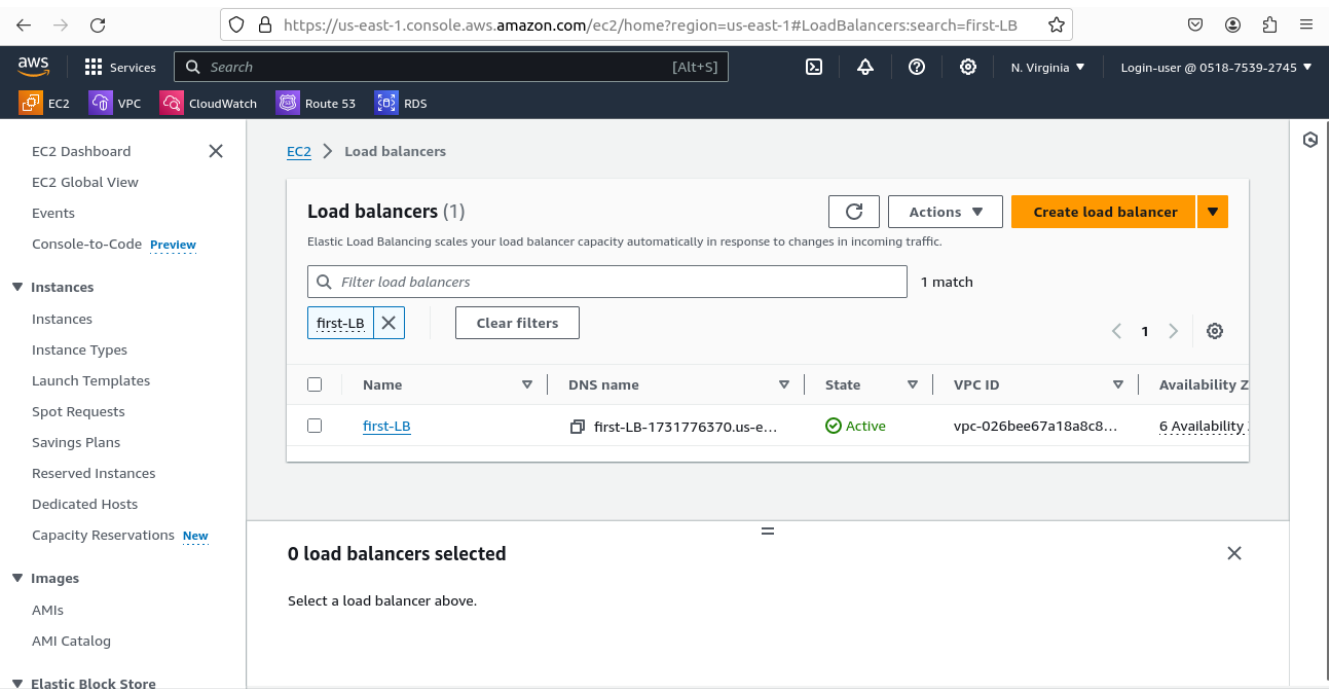 https://us-east-1.console.aws.amazon.com/ec2/home?region=us-east-1#LoadBalancers:search=first-LB
aws Services Search [Alt+S] N. Virginia Login-user @ 0518-7539-2745
EC2 VPC CloudWatch Route 53 RDS
EC2 Dashboard
EC2 Global View
Events
Console-to-Code Preview
Instances
Instances
Instance Types
Launch Templates
Spot Requests
Savings Plans
Reserved Instances
Dedicated Hosts
Capacity Reservations New
Images
AMIs
AMI Catalog
Elastic Block Store
EC2 > Load balancers
Load balancers (1)
Actions
Create load balancer
Elastic Load Balancing scales your load balancer capacity automatically in response to changes in incoming traffic.
Filter load balancers
1 match
first-LB
Clear filters
1
Name DNS name State VPC ID Availability Z
first-LB first-LB-1731776370.us-e... Active vpc-026bee67a18a8c8... 6 Availability
0 load balancers selected
Select a load balancer above.